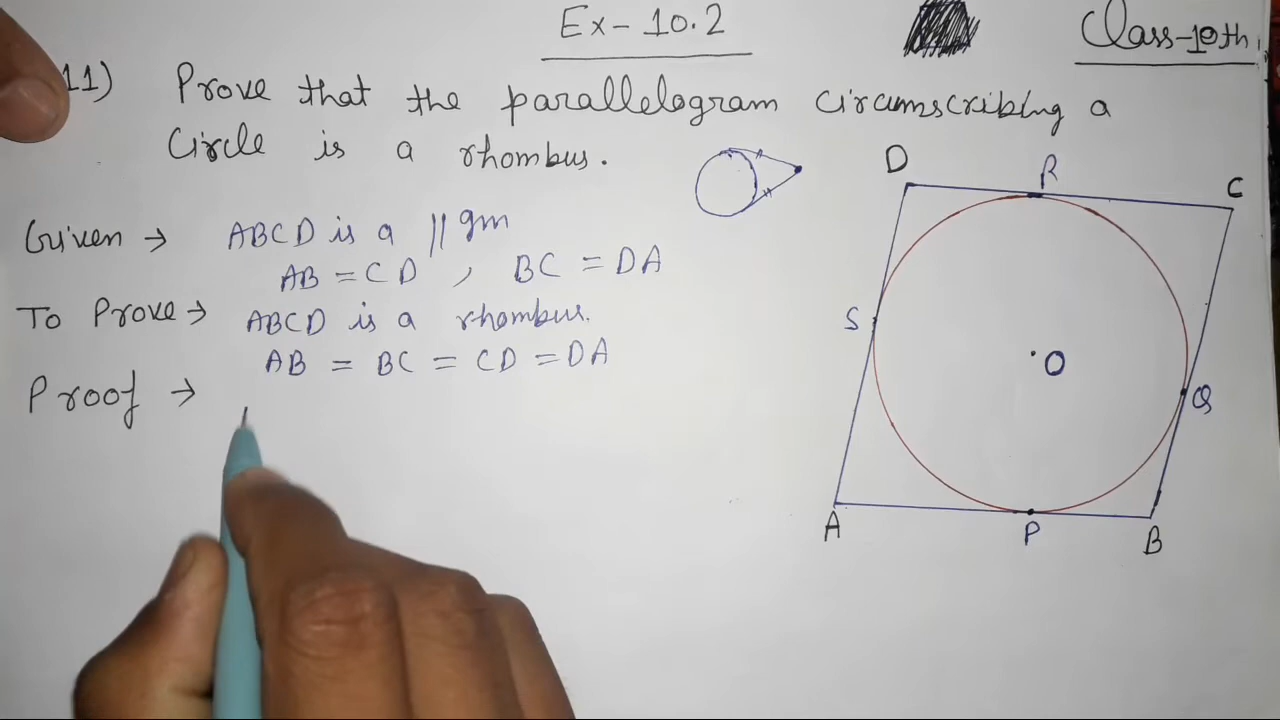 Ex-10.2
Class-10th
11) Prove that the parallelogram circumscribing a
Circle is a rhombus.
Given → ABCD is a ||gm
AB = CD , BC = DA
To Prove → ABCD is a rhombus.
AB = BC = CD = DA
Proof →
D R C
S
O
Q
A P B